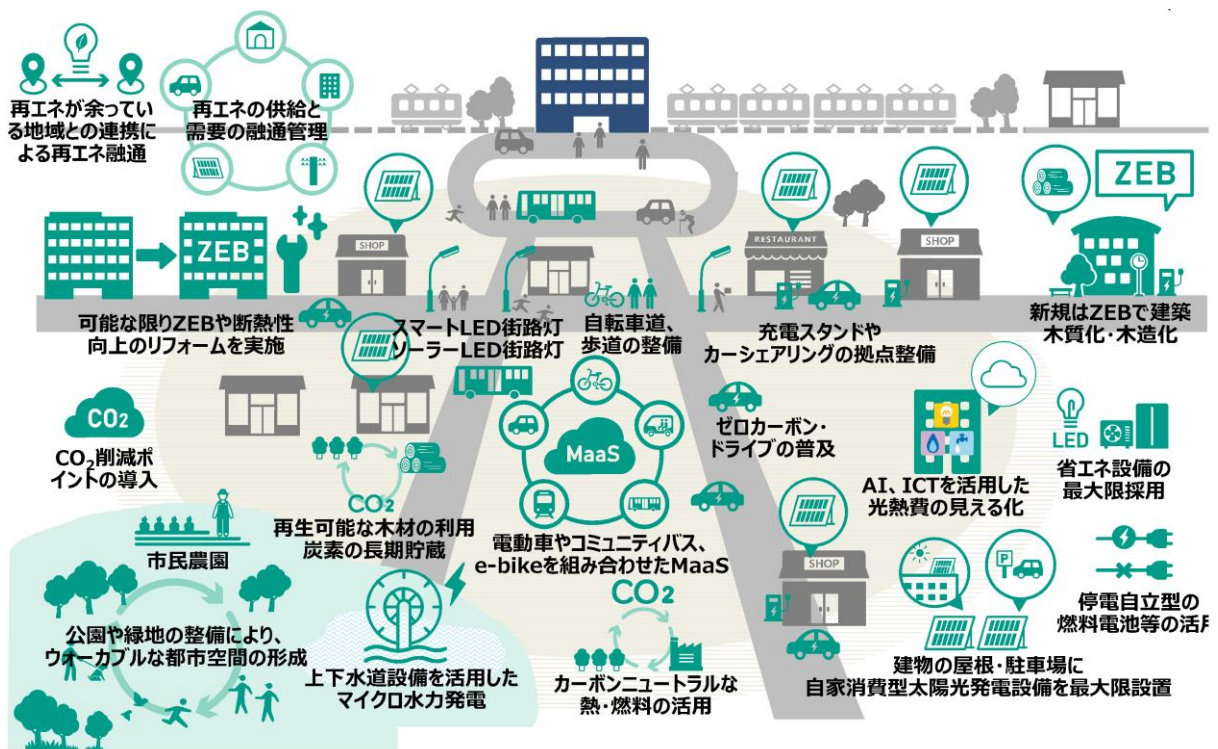 再エネが余ってい
る地域との連携に
よる再エネ融通
再エネの供給と
需要の融通管理
ZEB
SHOP
RESTAURANT
SHOP
ZEB
可能な限りZEBや断熱性
向上のリフォームを実施
スマートLED街路灯
ソーラーLED街路灯
自転車道、
歩道の整備
充電スタンドや
カーシェアリングの拠点整備
新規はZEBで建築
木質化・木造化
CO2
CO₂削減ポ
イントの導入
CO2
再生可能な木材の利用
炭素の長期貯蔵
MaaS
電動車やコミュニティバス、
e-bikeを組み合わせたMaaS
ゼロカーボン・
ドライブの普及
AI、ICTを活用した
光熱費の見える化
LED
省エネ設備の
最大限採用
市民農園
公園や緑地の整備により、
ウォーカブルな都市空間の形成
上下水道設備を活用した
マイクロ水力発電
CO2
カーボンニュートラルな
熱・燃料の活用
SHOP
P
建物の屋根・駐車場に
自家消費型太陽光発電設備を最大限設置
停電自立型の
燃料電池等の活用